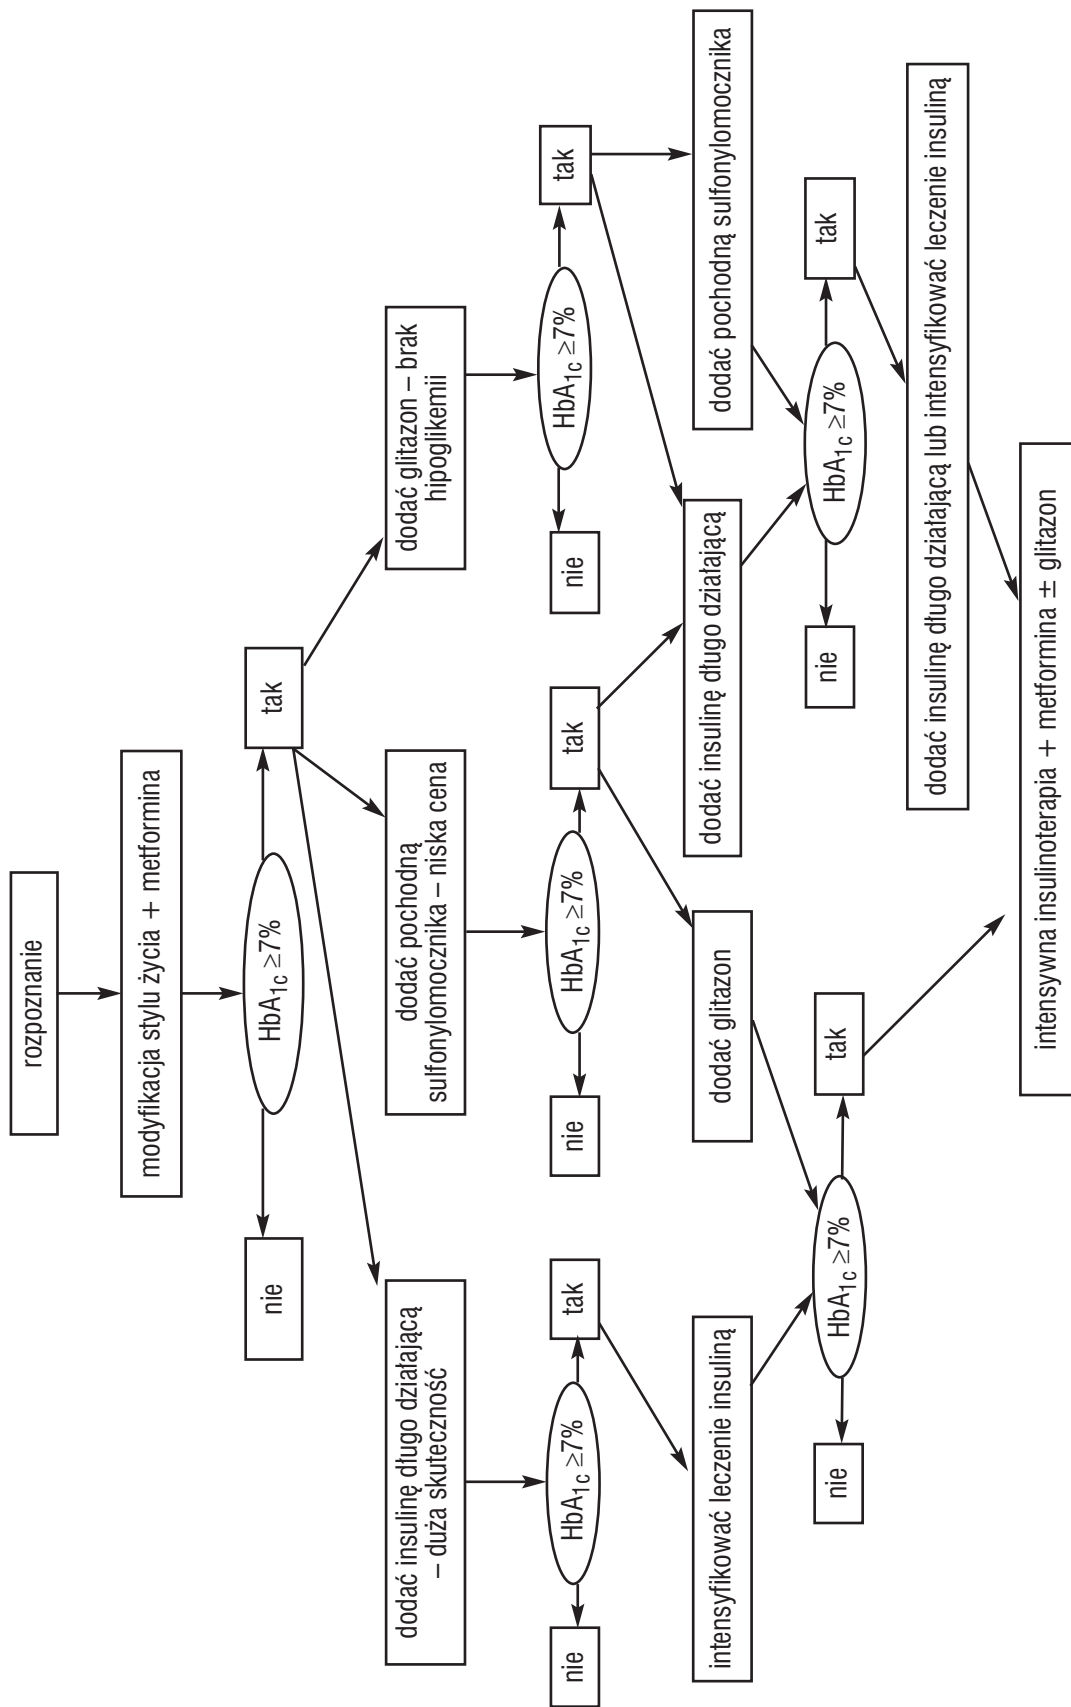 rozpoznanie
modyfikacja stylu życia + metformina
HbA1c ≥7%
nie
tak
dodać insulinę długo działającą
– duża skuteczność
dodać pochodną
sulfonylomocznika – niska cena
dodać glitazon – brak
hipoglikemii
nie
HbA1c ≥7%
tak
nie
HbA1c ≥7%
tak
nie
HbA1c ≥7%
tak
intensyfikować leczenie insuliną
dodać glitazon
dodać insulinę długo działającą
dodać pochodną sulfonylomocznika
nie
HbA1c ≥7%
tak
nie
HbA1c ≥7%
tak
dodać insulinę długo działającą lub intensyfikować leczenie insuliną
intensywna insulinoterapia + metformina ± glitazon